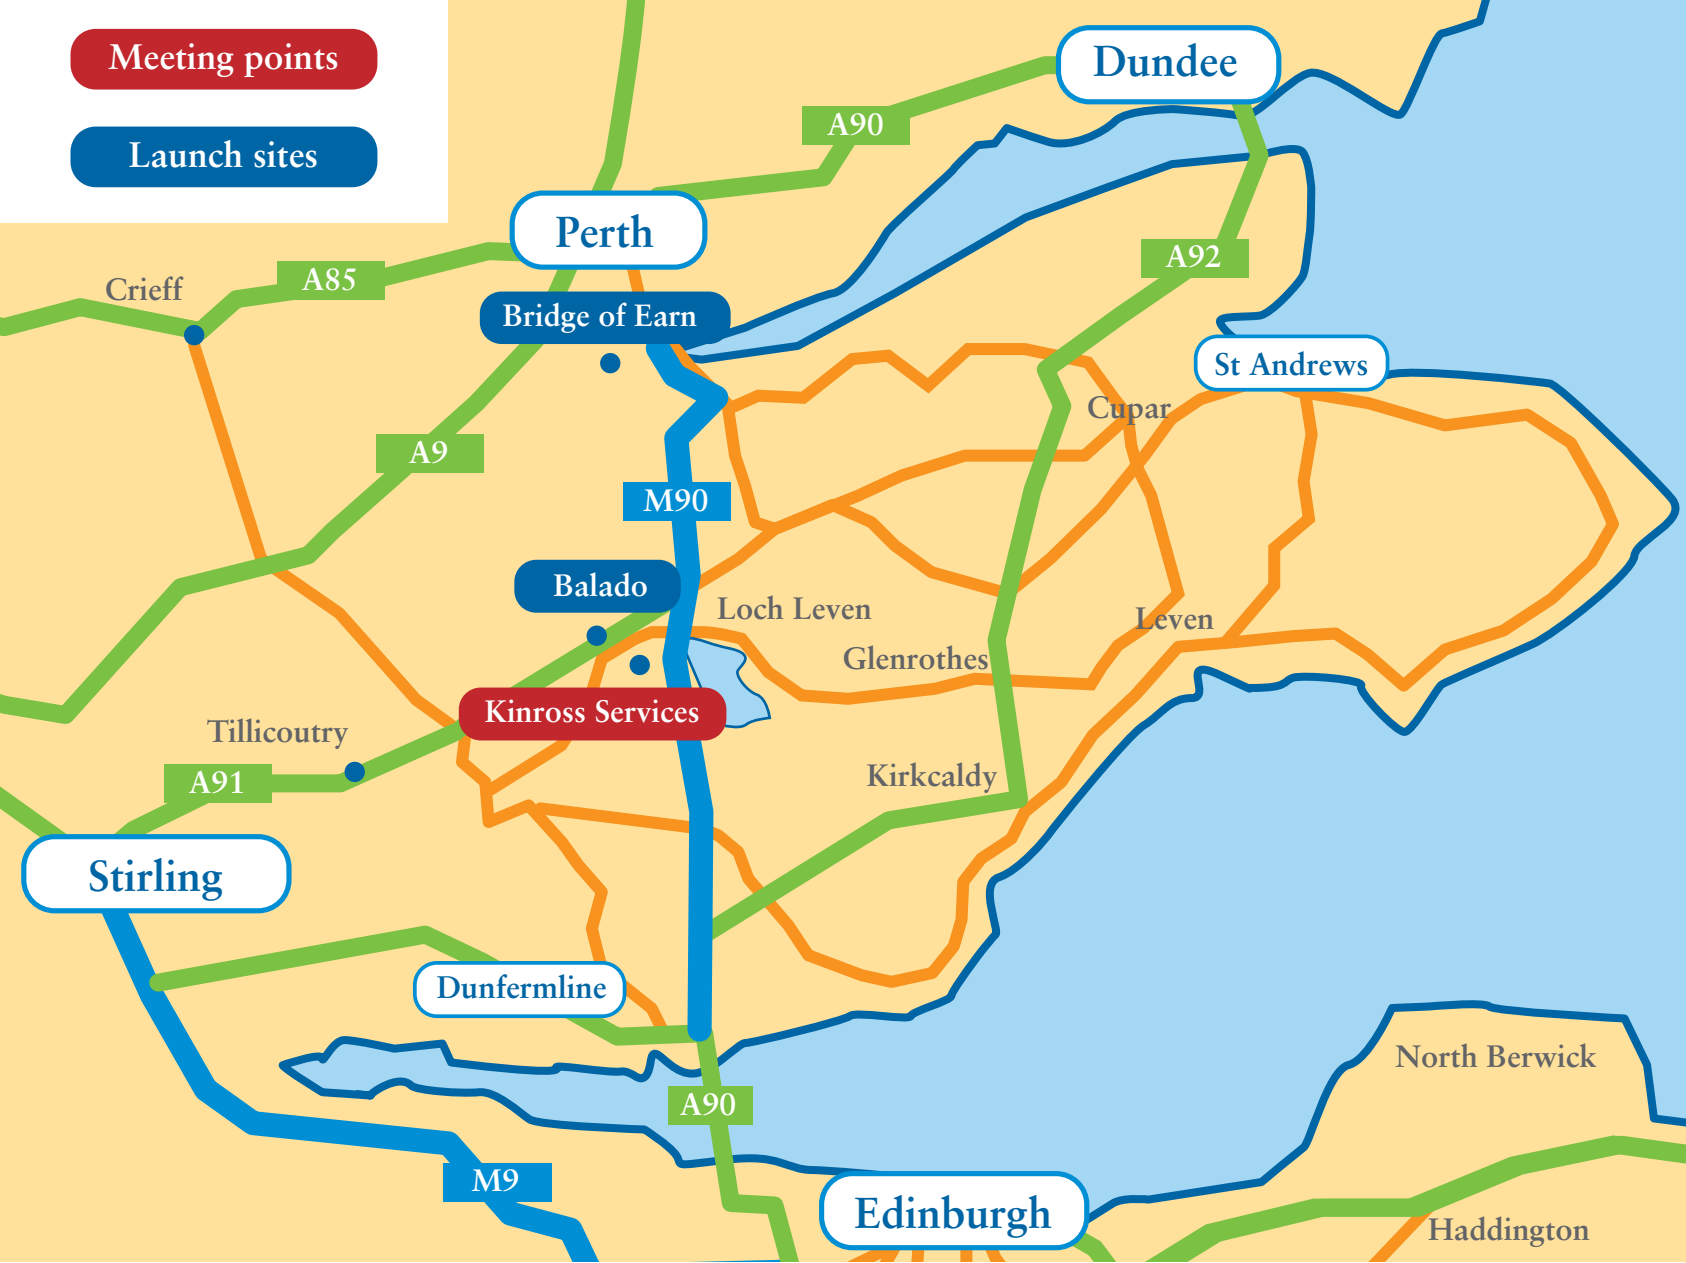 Meeting points
Launch sites
Dundee
A90
Perth
A92
A85
Crieff
Bridge of Earn
St Andrews
Cupar
A9
M90
Balado
Loch Leven
Leven
Glenrothes
Kinross Services
Tillicoutry
A91
Kirkcaldy
Stirling
Dunfermline
North Berwick
A90
M9
Edinburgh
Haddington